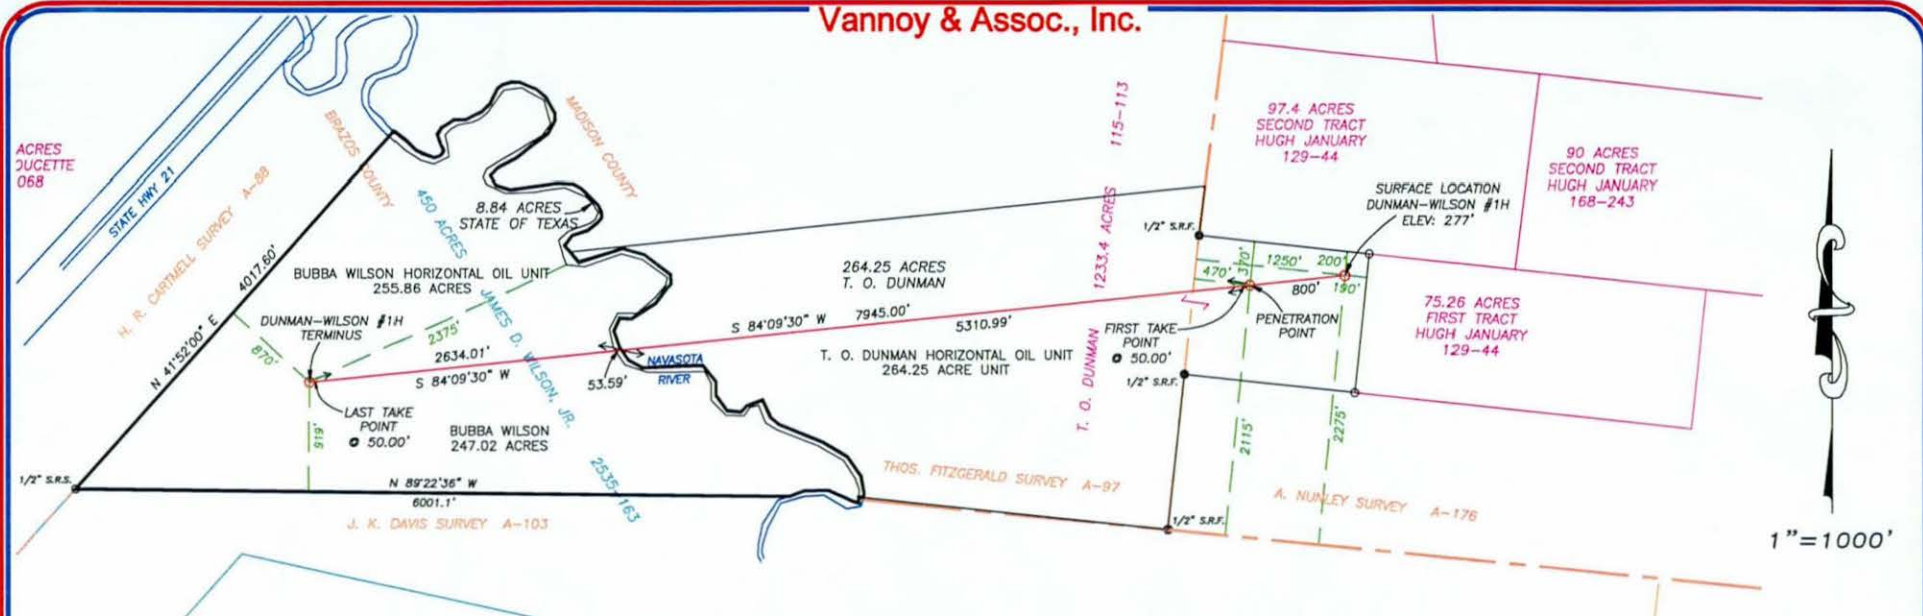 Vannoy & Assoc., Inc.
ACRES
068
STATE HWY 21
H. R. CARTMELL SURVEY A-88
BRAZOS COUNTY
MADISON COUNTY
450 ACRES
JAMES D. WILSON, JR.
2535-163
8.84 ACRES
STATE OF TEXAS
N 41°52'00" E
4017.60'
BUBBA WILSON HORIZONTAL OIL UNIT
255.86 ACRES
DUNMAN-WILSON #1H
TERMINUS
870'
2375'
2634.01'
S 84°09'30" W
LAST TAKE
POINT
@ 50.00'
919'
BUBBA WILSON
247.02 ACRES
1/2" S.R.S.
N 89°22'36" W
6001.1'
J. K. DAVIS SURVEY A-103
53.59'
NAVASOTA
RIVER
264.25 ACRES
T. O. DUNMAN
S 84°09'30" W
7945.00'
5310.99'
T. O. DUNMAN HORIZONTAL OIL UNIT
264.25 ACRE UNIT
THOS. FITZGERALD SURVEY A-97
T. O. DUNMAN
1233.4 ACRES
115-113
1/2" S.R.F.
470'
370'
1250'
200'
190'
800'
FIRST TAKE
POINT
@ 50.00'
PENETRATION
POINT
1/2" S.R.F.
2115'
2275'
1/2" S.R.F.
A. NUNLEY SURVEY A-176
97.4 ACRES
SECOND TRACT
HUGH JANUARY
129-44
SURFACE LOCATION
DUNMAN-WILSON #1H
ELEV: 277'
90 ACRES
SECOND TRACT
HUGH JANUARY
168-243
75.26 ACRES
FIRST TRACT
HUGH JANUARY
129-44
1"=1000'